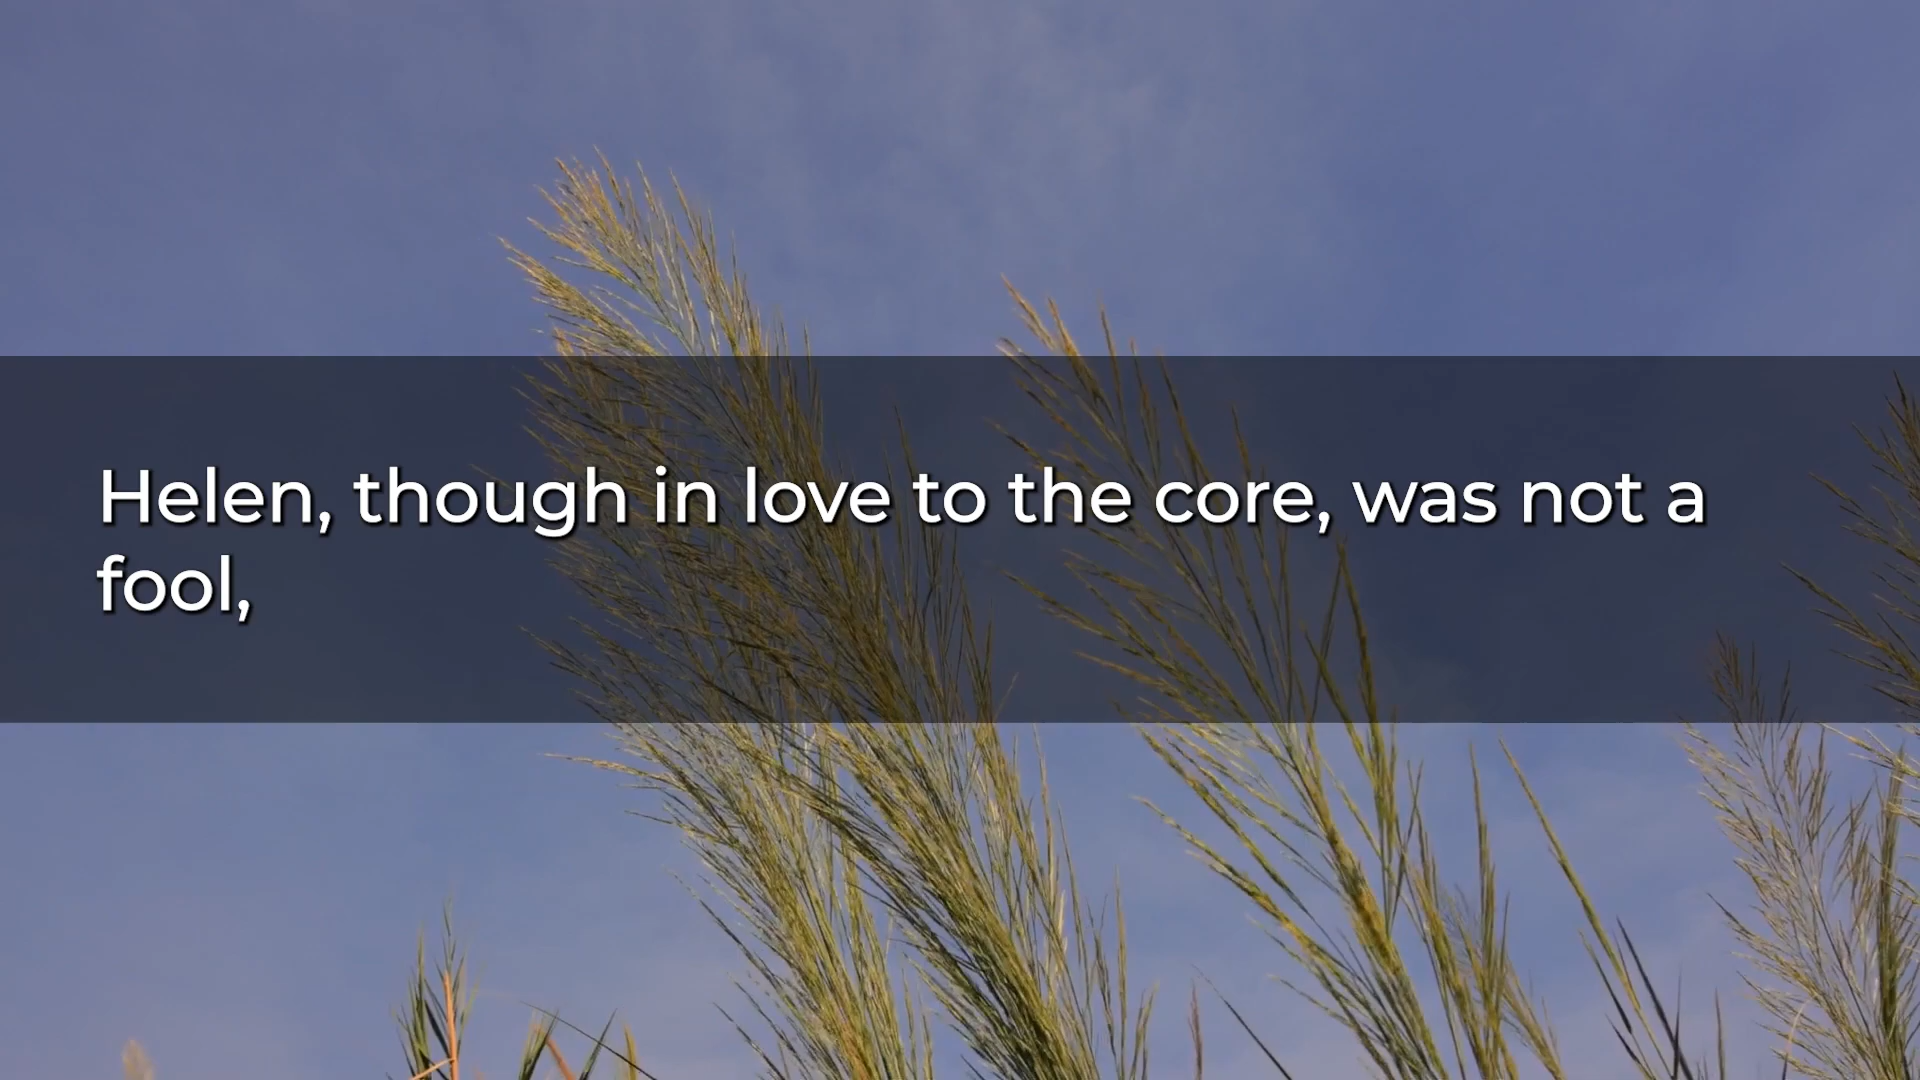 Helen, though in love to the core, was not a
fool,